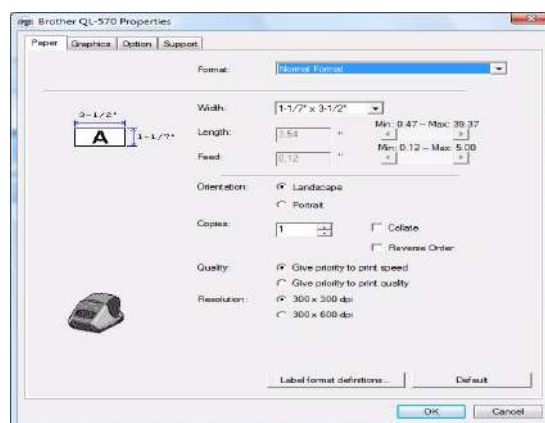 Brother QL-570 Properties
Paper Graphics Option Support
Format: Normal Format
Width: 1-1/7" x 3-1/2"
3-1/2"
A 1-1/7"
Length: 3.54 " Min: 0.47 – Max: 39.37
Feed: 0.12 " Min: 0.12 – Max: 5.00
Orientation: Landscape
Portrait
Copies: 1 Collate
Reverse Order
Quality: Give priority to print speed
Give priority to print quality
Resolution: 300 x 300 dpi
300 x 600 dpi
Label format definitions... Default
OK Cancel